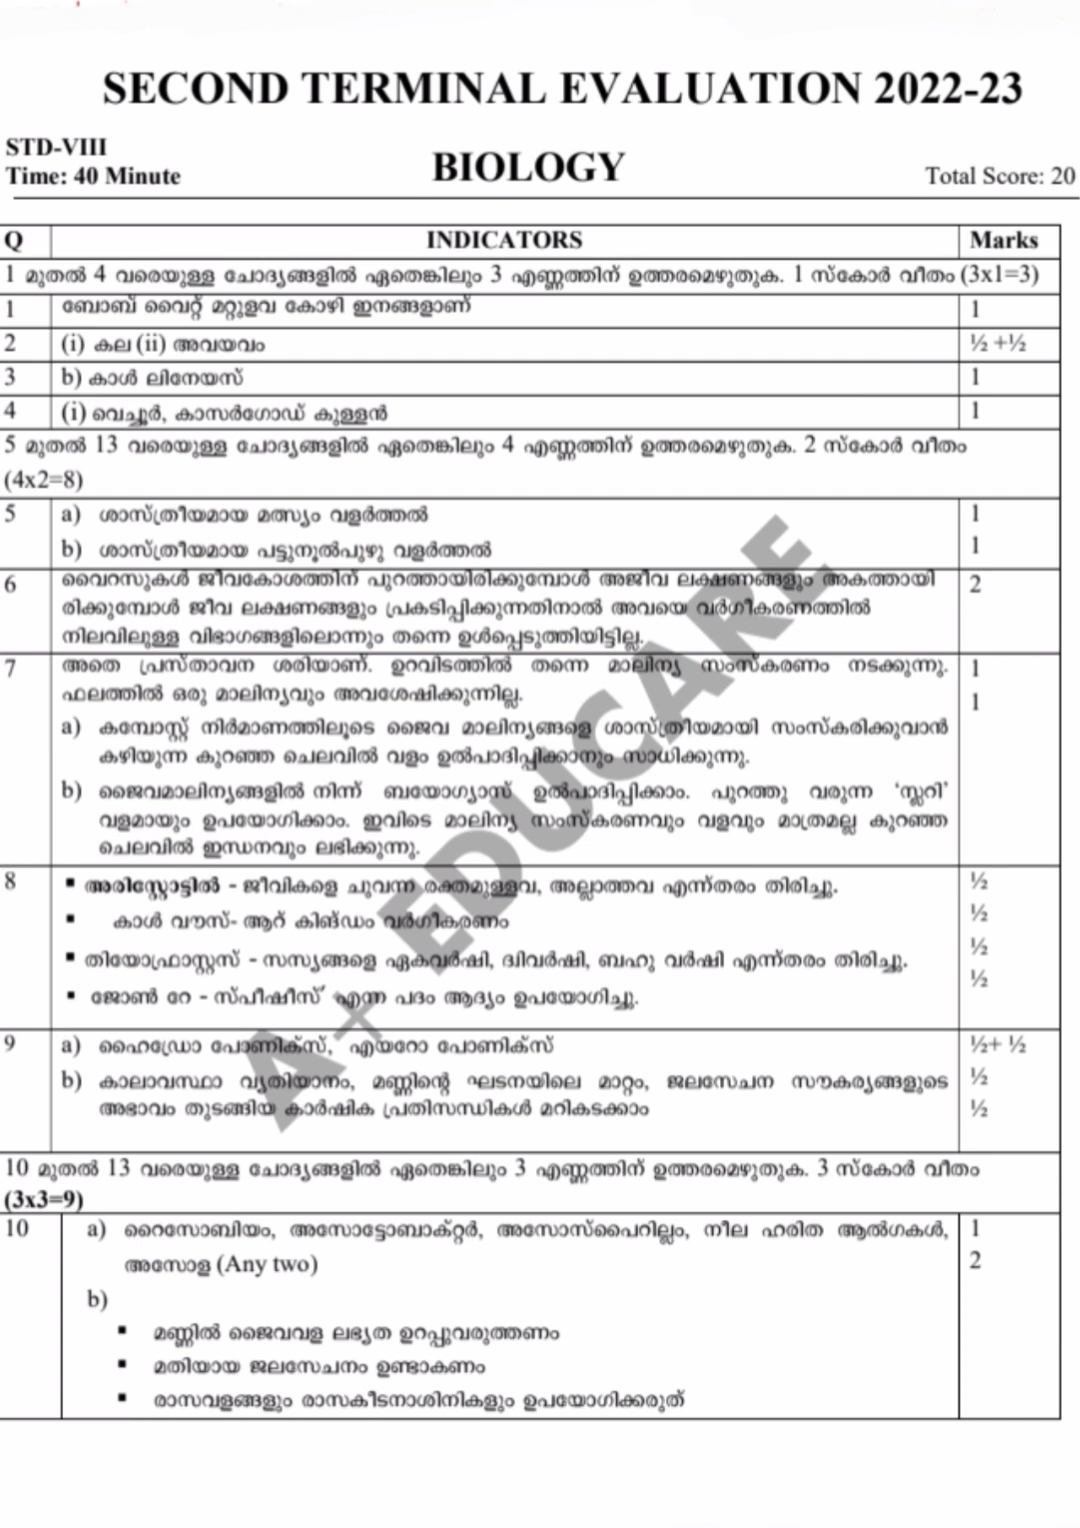 SECOND TERMINAL EVALUATION 2022-23
STD-VIII
BIOLOGY
Time: 40 Minute
Total Score: 20
Q INDICATORS Marks
1 മുതൽ 4 വരെയുള്ള ചോദ്യങ്ങളിൽ ഏതെങ്കിലും 3 എണ്ണത്തിന് ഉത്തരമെഴുതുക. 1 സ്കോർ വീതം (3x1=3)
1 ബോബ് വൈറ്റ് മറ്റുളവ കോഴി ഇനങ്ങളാണ് 1
2 (i) കല (ii) അവയവം ½ +½
3 b) കാൾ ലിനേയസ് 1
4 (i) വെച്ചൂർ, കാസർഗോഡ് കുള്ളൻ 1
5 മുതൽ 13 വരെയുള്ള ചോദ്യങ്ങളിൽ ഏതെങ്കിലും 4 എണ്ണത്തിന് ഉത്തരമെഴുതുക. 2 സ്കോർ വീതം
(4x2=8)
5 a) ശാസ്ത്രീയമായ മത്സ്യം വളർത്തൽ 1
b) ശാസ്ത്രീയമായ പട്ടുനൂൽപുഴു വളർത്തൽ 1
6 വൈറസുകൾ ജീവകോശത്തിന് പുറത്തായിരിക്കുമ്പോൾ അജീവ ലക്ഷണങ്ങളും അകത്തായി 2
രിക്കുമ്പോൾ ജീവ ലക്ഷണങ്ങളും പ്രകടിപ്പിക്കുന്നതിനാൽ അവയെ വർഗീകരണത്തിൽ
നിലവിലുള്ള വിഭാഗങ്ങളിലൊന്നും തന്നെ ഉൾപ്പെടുത്തിയിട്ടില്ല.
7 അതെ പ്രസ്താവന ശരിയാണ്. ഉറവിടത്തിൽ തന്നെ മാലിന്യ സംസ്കരണം നടക്കുന്നു. 1
ഫലത്തിൽ ഒരു മാലിന്യവും അവശേഷിക്കുന്നില്ല. 1
a) കമ്പോസ്റ്റ് നിർമാണത്തിലൂടെ ജൈവ മാലിന്യങ്ങളെ ശാസ്ത്രീയമായി സംസ്കരിക്കുവാൻ
കഴിയുന്ന കുറഞ്ഞ ചെലവിൽ വളം ഉൽപാദിപ്പിക്കാനും സാധിക്കുന്നു.
b) ജൈവമാലിന്യങ്ങളിൽ നിന്ന് ബയോഗ്യാസ് ഉൽപാദിപ്പിക്കാം. പുറത്തു വരുന്ന 'സ്ലറി'
വളമായും ഉപയോഗിക്കാം. ഇവിടെ മാലിന്യ സംസ്കരണവും വളവും മാത്രമല്ല കുറഞ്ഞ
ചെലവിൽ ഇന്ധനവും ലഭിക്കുന്നു.
8 ▪ അരിസ്റ്റോട്ടിൽ - ജീവികളെ ചുവന്ന രക്തമുള്ളവ, അല്ലാത്തവ എന്ന്തരം തിരിച്ചു. ½
▪ കാൾ വൗസ്- ആറ് കിങ്ഡം വർഗീകരണം ½
▪ തിയോഫ്രാസ്റ്റസ് - സസ്യങ്ങളെ ഏകവർഷി, ദ്വിവർഷി, ബഹു വർഷി എന്ന്തരം തിരിച്ചു. ½
▪ ജോൺ റേ - സ്പീഷീസ് എന്ന പദം ആദ്യം ഉപയോഗിച്ചു. ½
9 a) ഹൈഡ്രോ പോണിക്സ്, എയറോ പോണിക്സ് ½+ ½
b) കാലാവസ്ഥാ വ്യതിയാനം, മണ്ണിന്റെ ഘടനയിലെ മാറ്റം, ജലസേചന സൗകര്യങ്ങളുടെ ½
അഭാവം തുടങ്ങിയ കാർഷിക പ്രതിസന്ധികൾ മറികടക്കാം ½
10 മുതൽ 13 വരെയുള്ള ചോദ്യങ്ങളിൽ ഏതെങ്കിലും 3 എണ്ണത്തിന് ഉത്തരമെഴുതുക. 3 സ്കോർ വീതം
(3x3=9)
10 a) റൈസോബിയം, അസോട്ടോബാക്റ്റർ, അസോസ്പൈറില്ലം, നീല ഹരിത ആൽഗകൾ, 1
അസോള (Any two) 2
b)
▪ മണ്ണിൽ ജൈവവള ലഭ്യത ഉറപ്പുവരുത്തണം
▪ മതിയായ ജലസേചനം ഉണ്ടാകണം
▪ രാസവളങ്ങളും രാസകീടനാശിനികളും ഉപയോഗിക്കരുത്
A+ EDUCARE